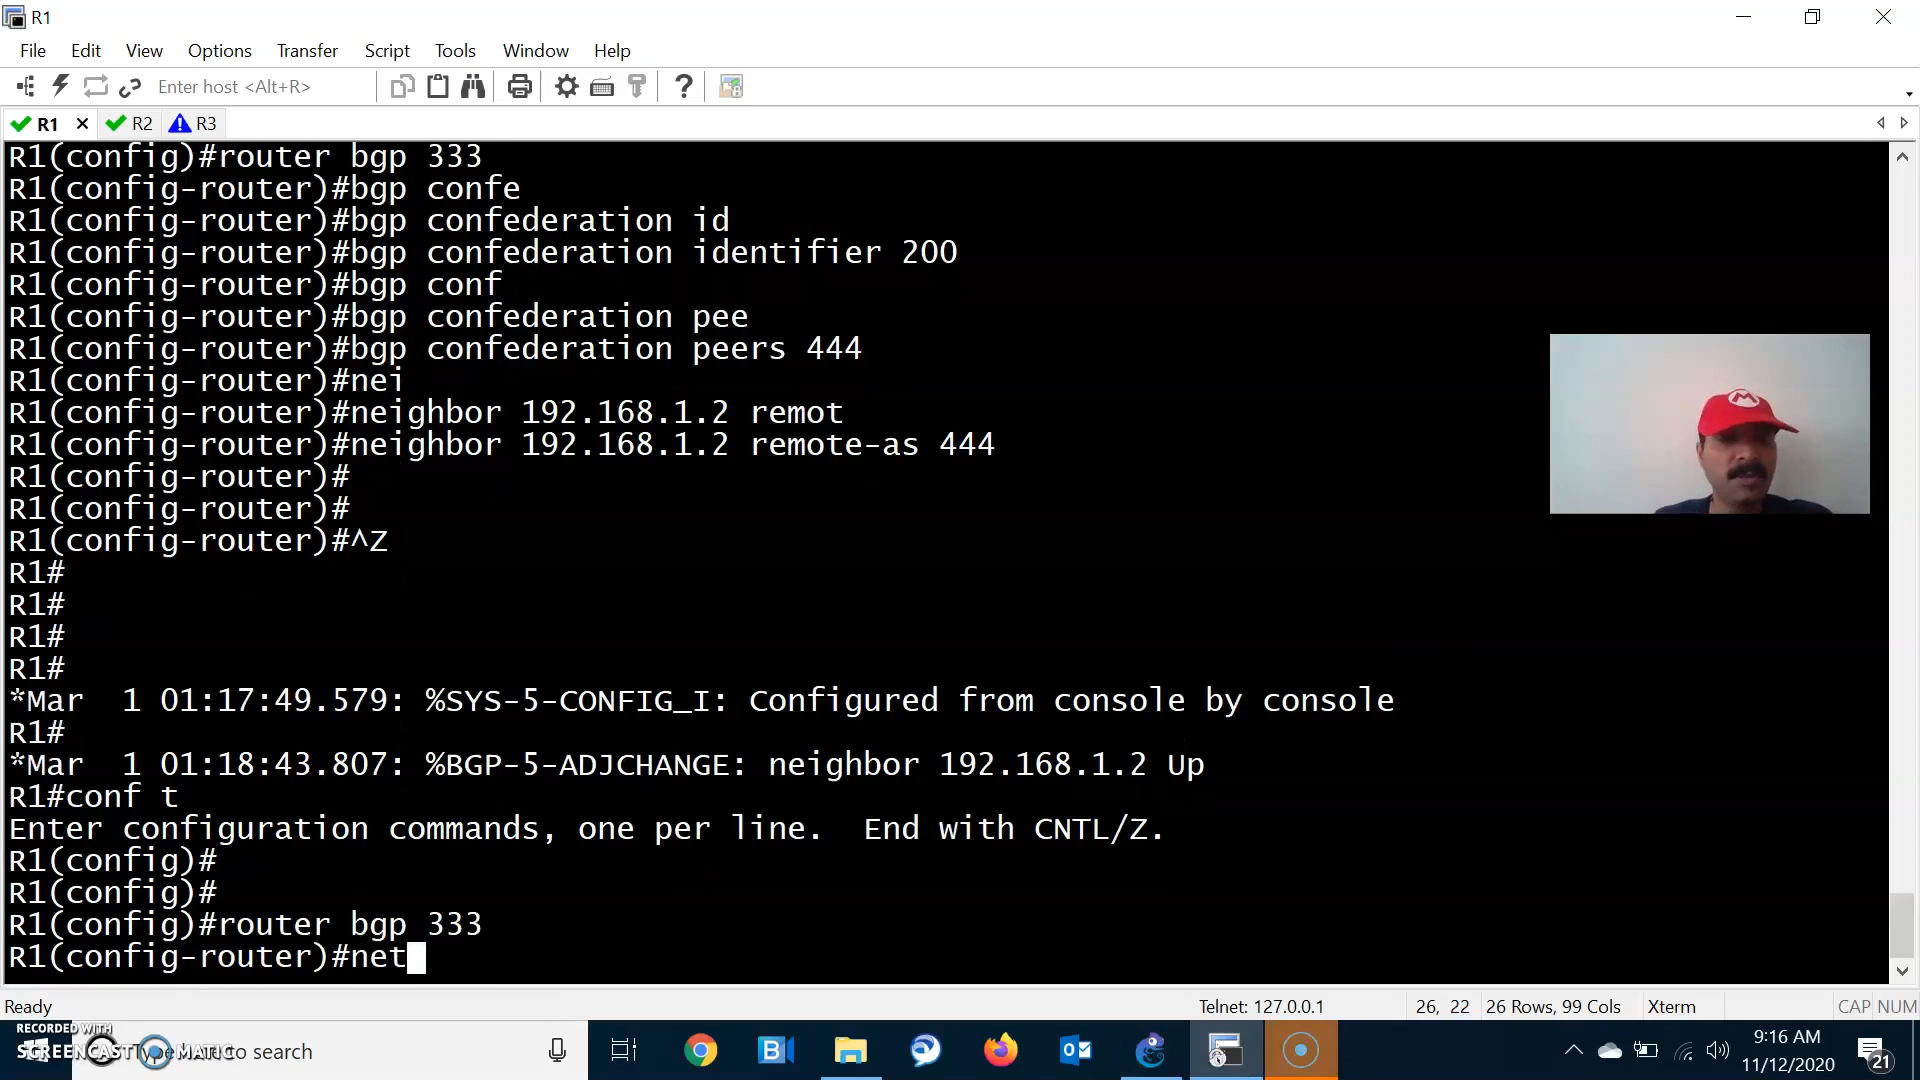 R1
File Edit View Options Transfer Script Tools Window Help
Enter host <Alt+R>
R1 R2 R3
R1(config)#router bgp 333
R1(config-router)#bgp confe
R1(config-router)#bgp confederation id
R1(config-router)#bgp confederation identifier 200
R1(config-router)#bgp conf
R1(config-router)#bgp confederation pee
R1(config-router)#bgp confederation peers 444
R1(config-router)#nei
R1(config-router)#neighbor 192.168.1.2 remot
R1(config-router)#neighbor 192.168.1.2 remote-as 444
R1(config-router)#
R1(config-router)#
R1(config-router)#^Z
R1#
R1#
R1#
R1#
*Mar  1 01:17:49.579: %SYS-5-CONFIG_I: Configured from console by console
R1#
*Mar  1 01:18:43.807: %BGP-5-ADJCHANGE: neighbor 192.168.1.2 Up
R1#conf t
Enter configuration commands, one per line.  End with CNTL/Z.
R1(config)#
R1(config)#
R1(config)#router bgp 333
R1(config-router)#net
M
Ready Telnet: 127.0.0.1 26, 22 26 Rows, 99 Cols Xterm CAP NUM
RECORDED WITH
SCREENCAST MATIC
to search
9:16 AM
11/12/2020
21